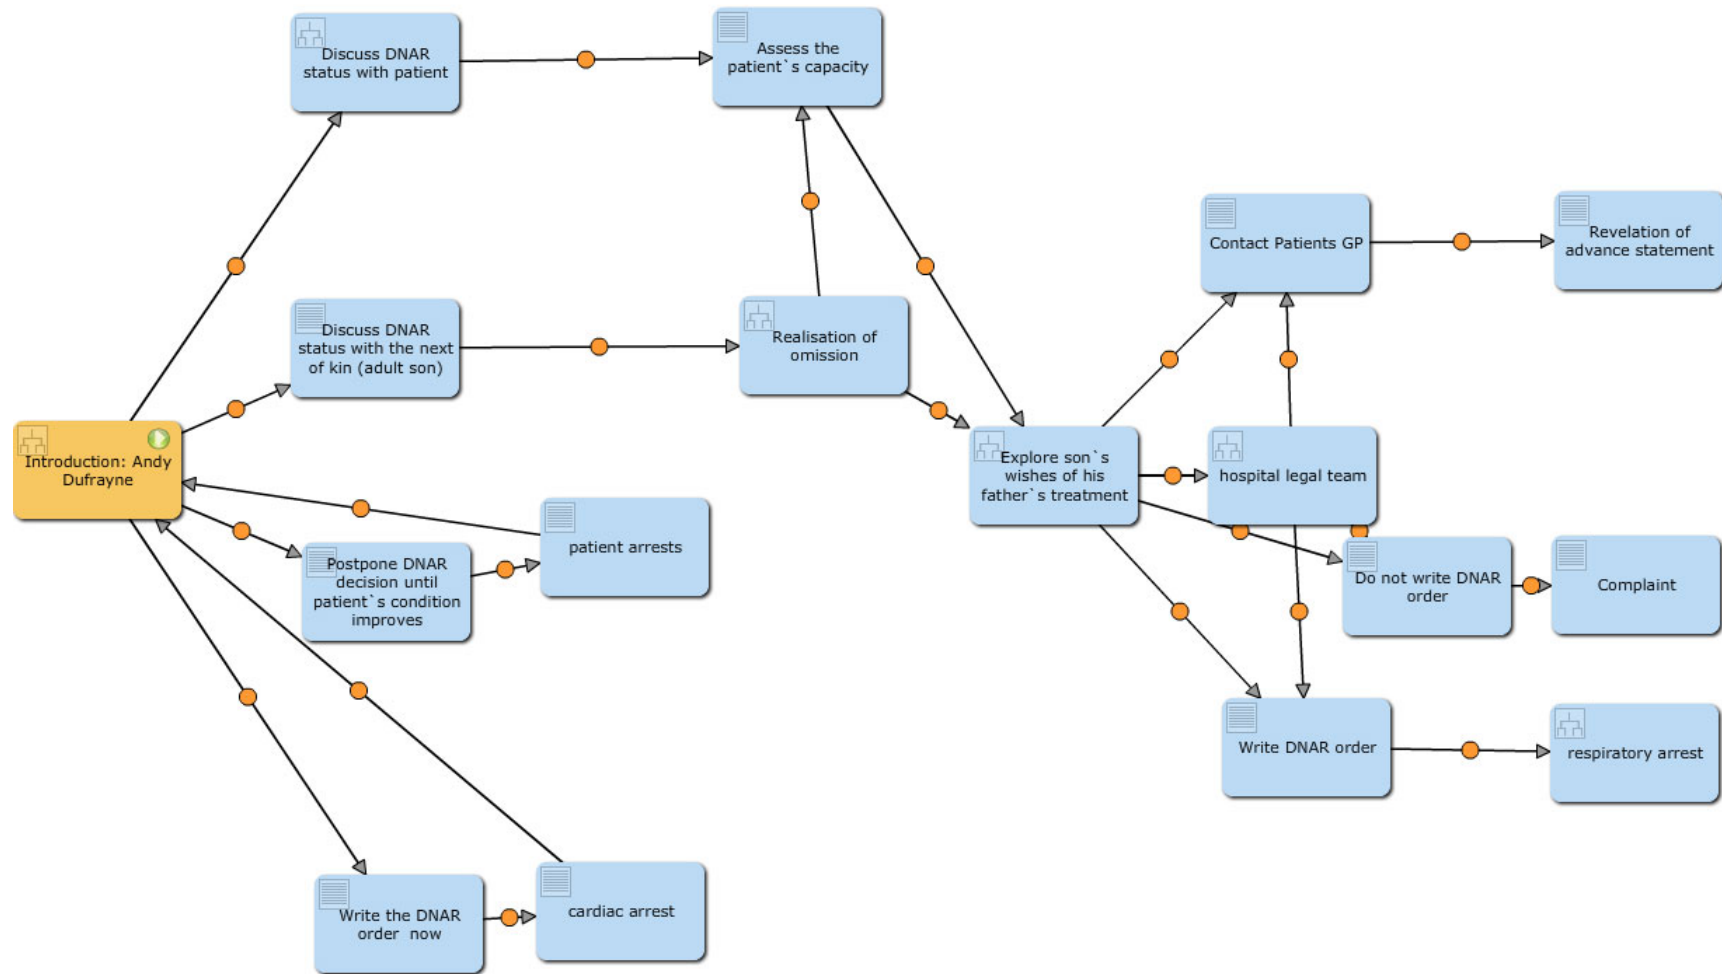 Discuss DNAR
status with patient
Assess the
patient`s capacity
Contact Patients GP
Revelation of
advance statement
Discuss DNAR
status with the next
of kin (adult son)
Realisation of
omission
Introduction: Andy
Dufrayne
Explore son`s
wishes of his
father`s treatment
hospital legal team
patient arrests
Postpone DNAR
decision until
patient`s condition
improves
Do not write DNAR
order
Complaint
Write DNAR order
respiratory arrest
Write the DNAR
order now
cardiac arrest